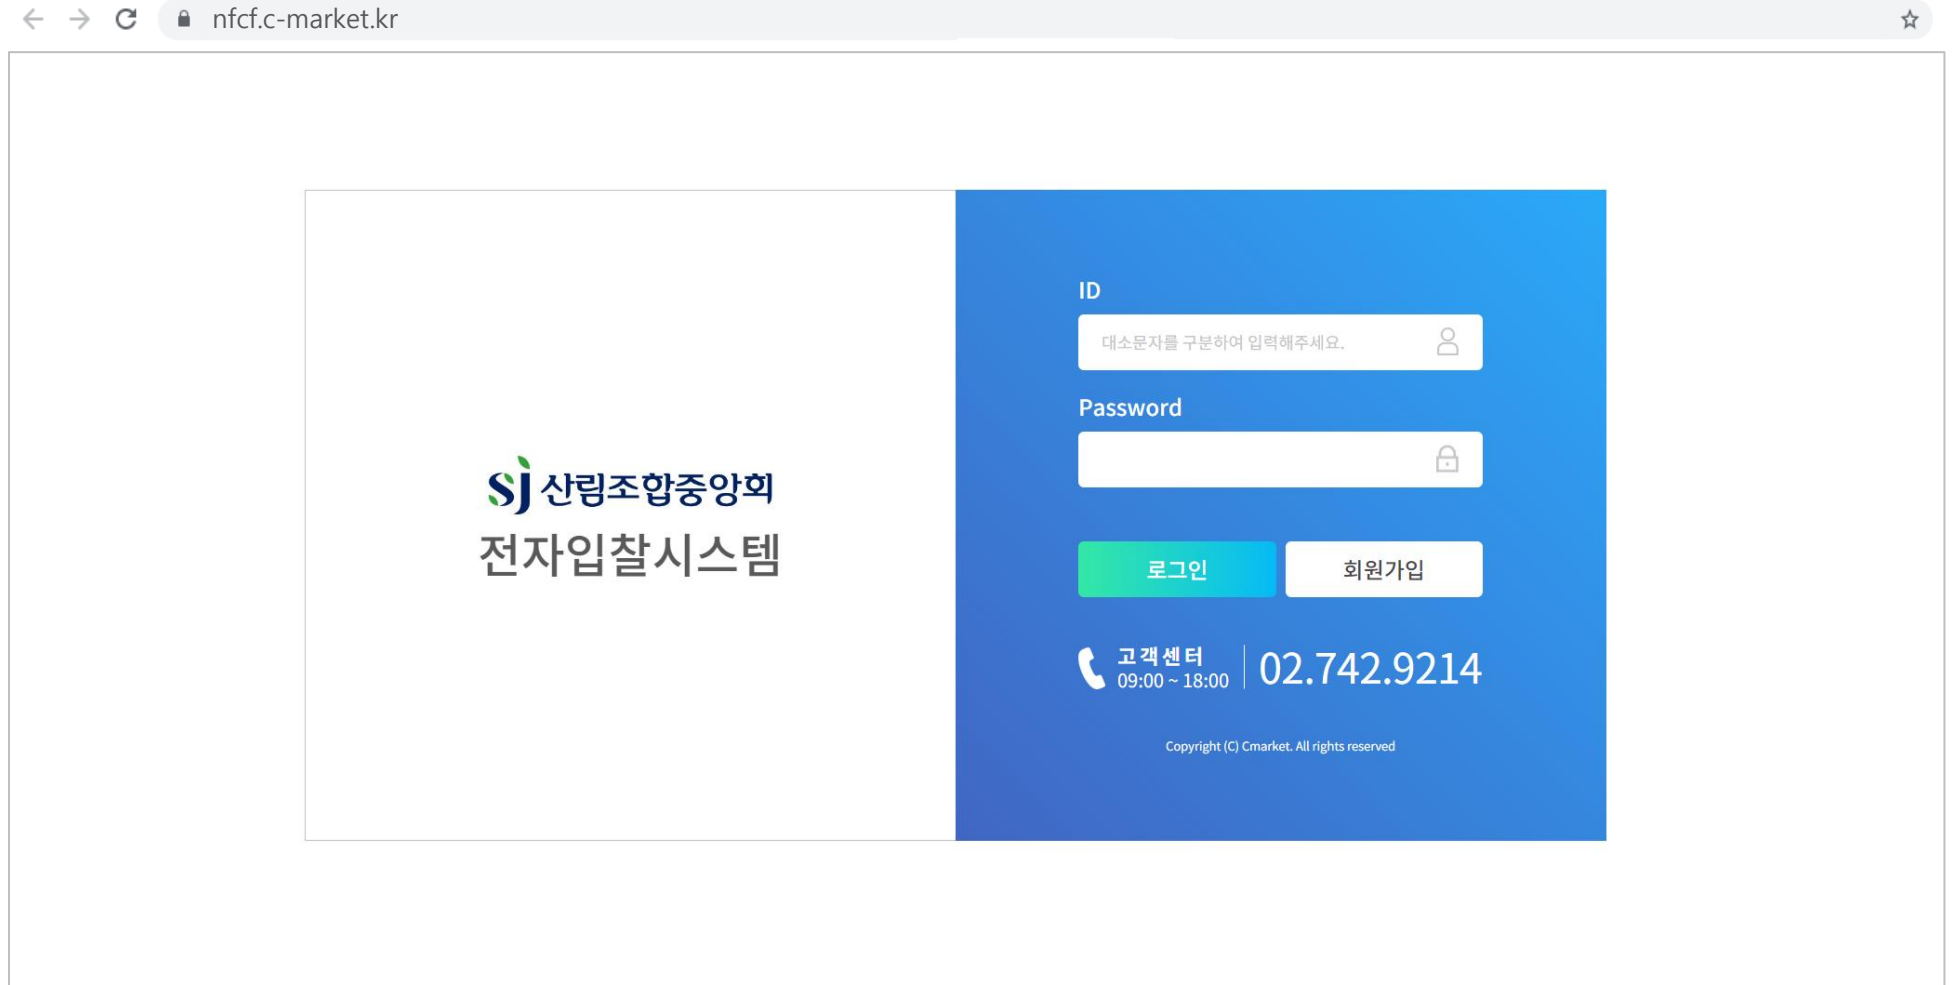 nfcf.c-market.kr
SJ 산림조합중앙회
전자입찰시스템
ID
대소문자를 구분하여 입력해주세요.
Password
로그인
회원가입
고객센터
09:00 ~ 18:00
02.742.9214
Copyright (C) Cmarket. All rights reserved